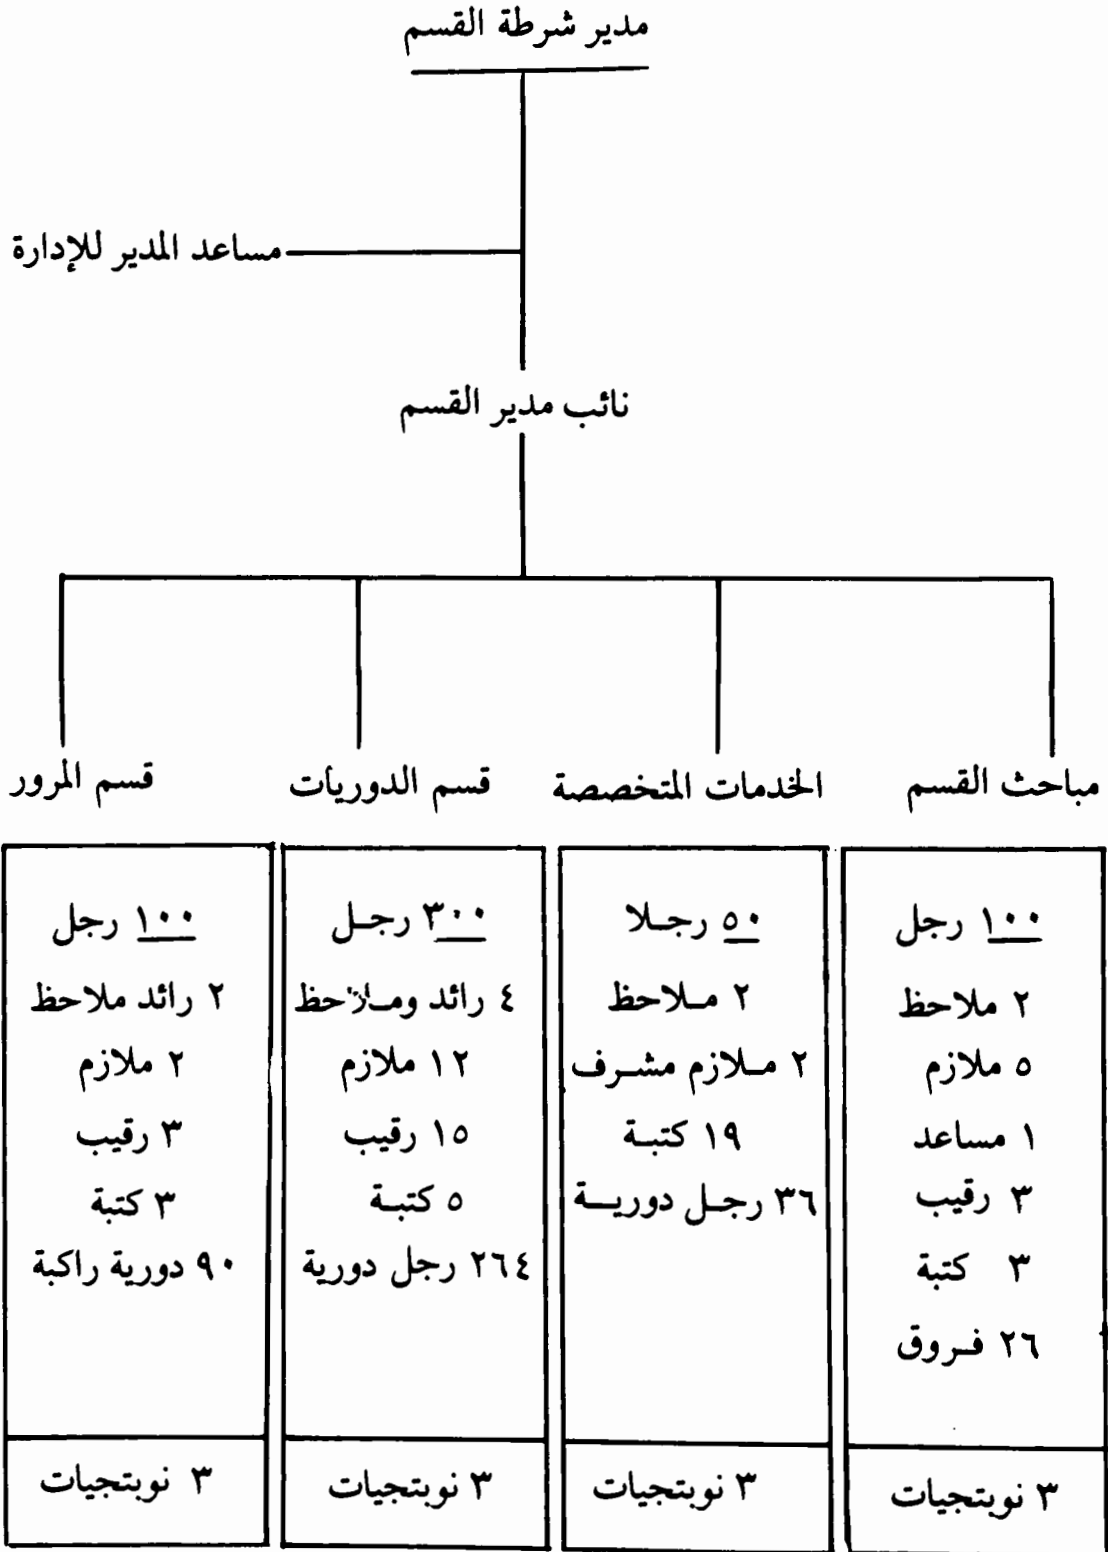 مدير شرطة القسم
مساعد المدير للإدارة
نائب مدير القسم
مباحث القسم
١٠٠ رجل
٢ ملاحظ
٥ ملازم
١ مساعد
٣ رقيب
٣ كتبة
٢٦ فروق
٣ نوبتجيات
الخدمات المتخصصة
٥٠ رجلا
٢ ملاحظ
٢ ملازم مشرف
١٩ كتبة
٣٦ رجل دورية
٣ نوبتجيات
قسم الدوريات
٣٠٠ رجل
٤ رائد وملاحظ
١٢ ملازم
١٥ رقيب
٥ كتبة
٢٦٤ رجل دورية
٣ نوبتجيات
قسم المرور
١٠٠ رجل
٢ رائد ملاحظ
٢ ملازم
٣ رقيب
٣ كتبة
٩٠ دورية راكبة
٣ نوبتجيات